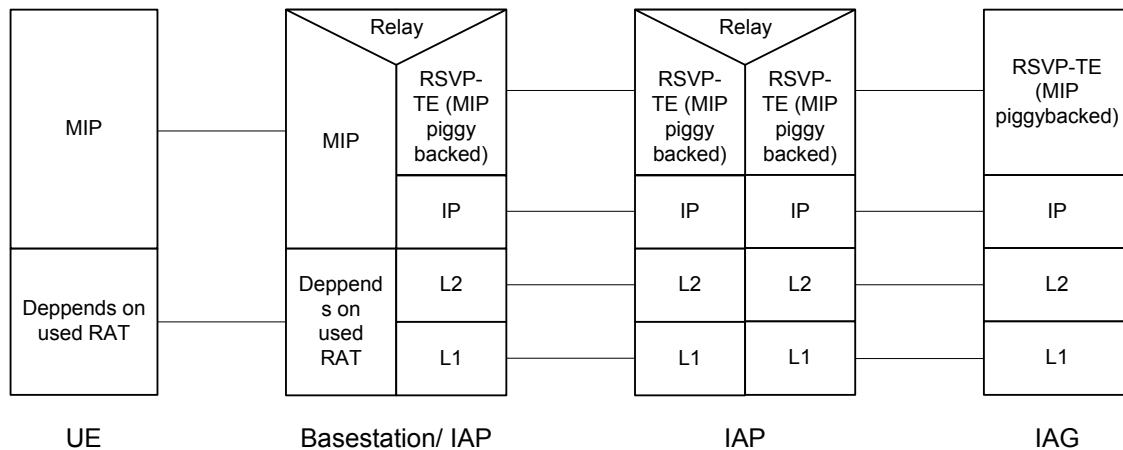 MIP
Deppends on
used RAT
UE
Relay
MIP
RSVP-
TE (MIP
piggy
backed)
IP
Deppend
s on
used
RAT
L2
L1
Basestation/ IAP
Relay
RSVP-
TE (MIP
piggy
backed)
RSVP-
TE (MIP
piggy
backed)
IP
IP
L2
L2
L1
L1
IAP
RSVP-TE
(MIP
piggybacked)
IP
L2
L1
IAG